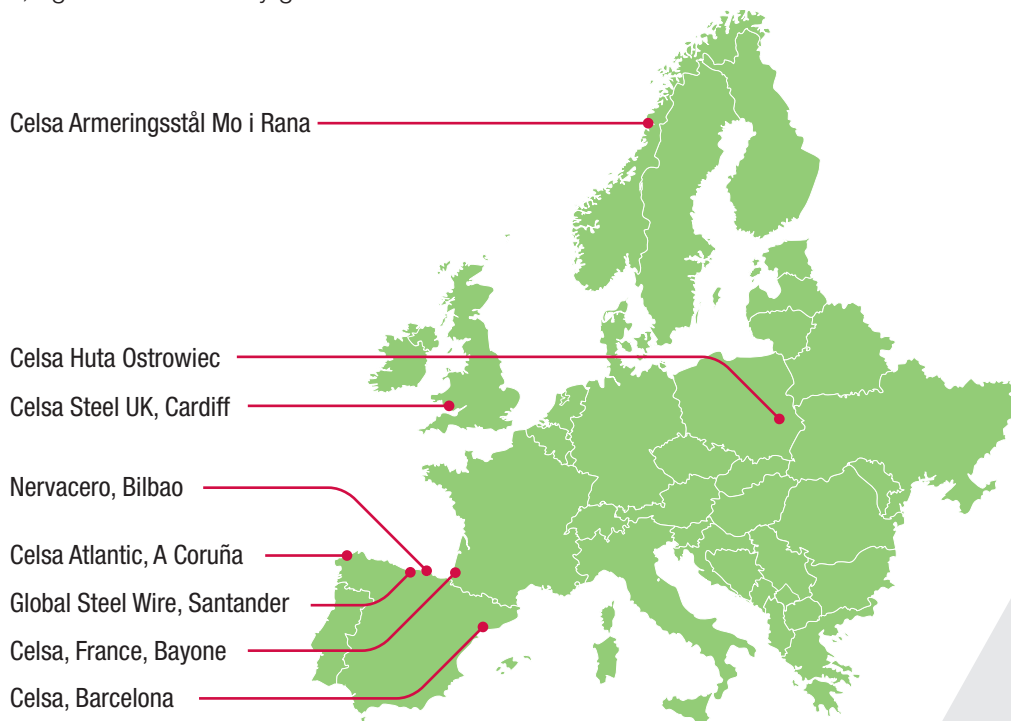 Celsa Armeringsstål Mo i Rana
Celsa Huta Ostrowiec
Celsa Steel UK, Cardiff
Nervacero, Bilbao
Celsa Atlantic, A Coruña
Global Steel Wire, Santander
Celsa, France, Bayone
Celsa, Barcelona